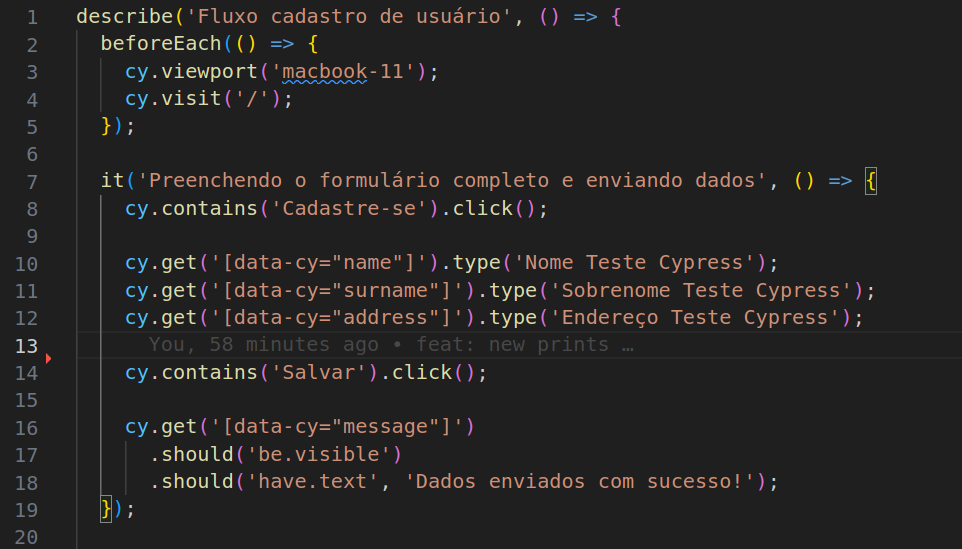 1 describe('Fluxo cadastro de usuário', () => {
2 beforeEach(() => {
3 cy.viewport('macbook-11');
4 cy.visit('/');
5 });
6
7 it('Preenchendo o formulário completo e enviando dados', () => {
8 cy.contains('Cadastre-se').click();
9
10 cy.get('[data-cy="name"]').type('Nome Teste Cypress');
11 cy.get('[data-cy="surname"]').type('Sobrenome Teste Cypress');
12 cy.get('[data-cy="address"]').type('Endereço Teste Cypress');
13 You, 58 minutes ago • feat: new prints …
14 cy.contains('Salvar').click();
15
16 cy.get('[data-cy="message"]')
17 .should('be.visible')
18 .should('have.text', 'Dados enviados com sucesso!');
19 });
20